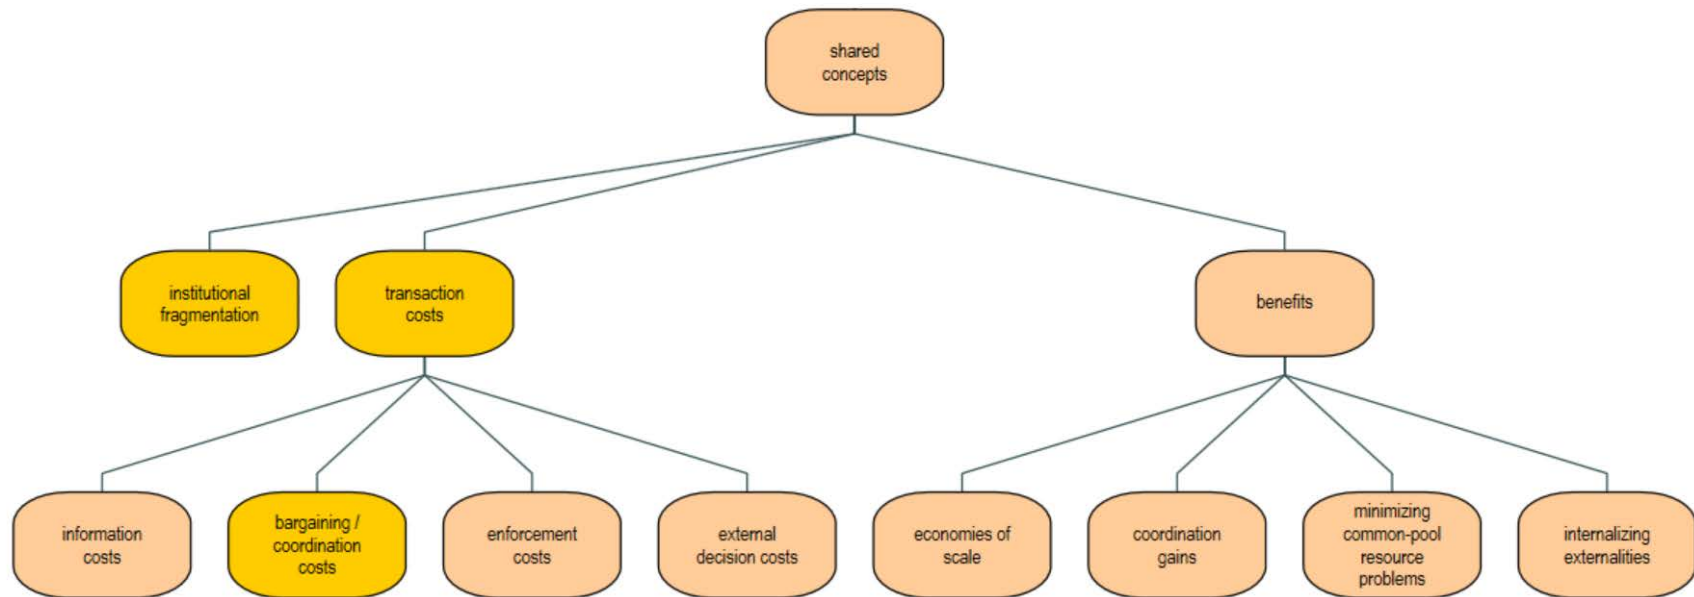 shared
concepts
institutional
fragmentation
transaction
costs
benefits
information
costs
bargaining /
coordination
costs
enforcement
costs
external
decision costs
economies of
scale
coordination
gains
minimizing
common-pool
resource
problems
internalizing
externalities